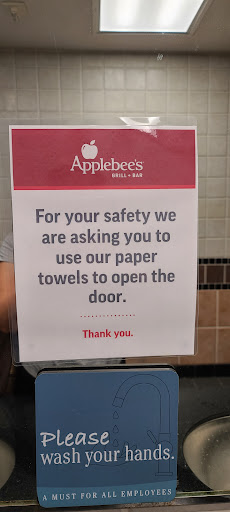 Applebee's
GRILL + BAR
For your safety we
are asking you to
use our paper
towels to open the
door.
Thank you.
Please
wash your hands.
A MUST FOR ALL EMPLOYEES